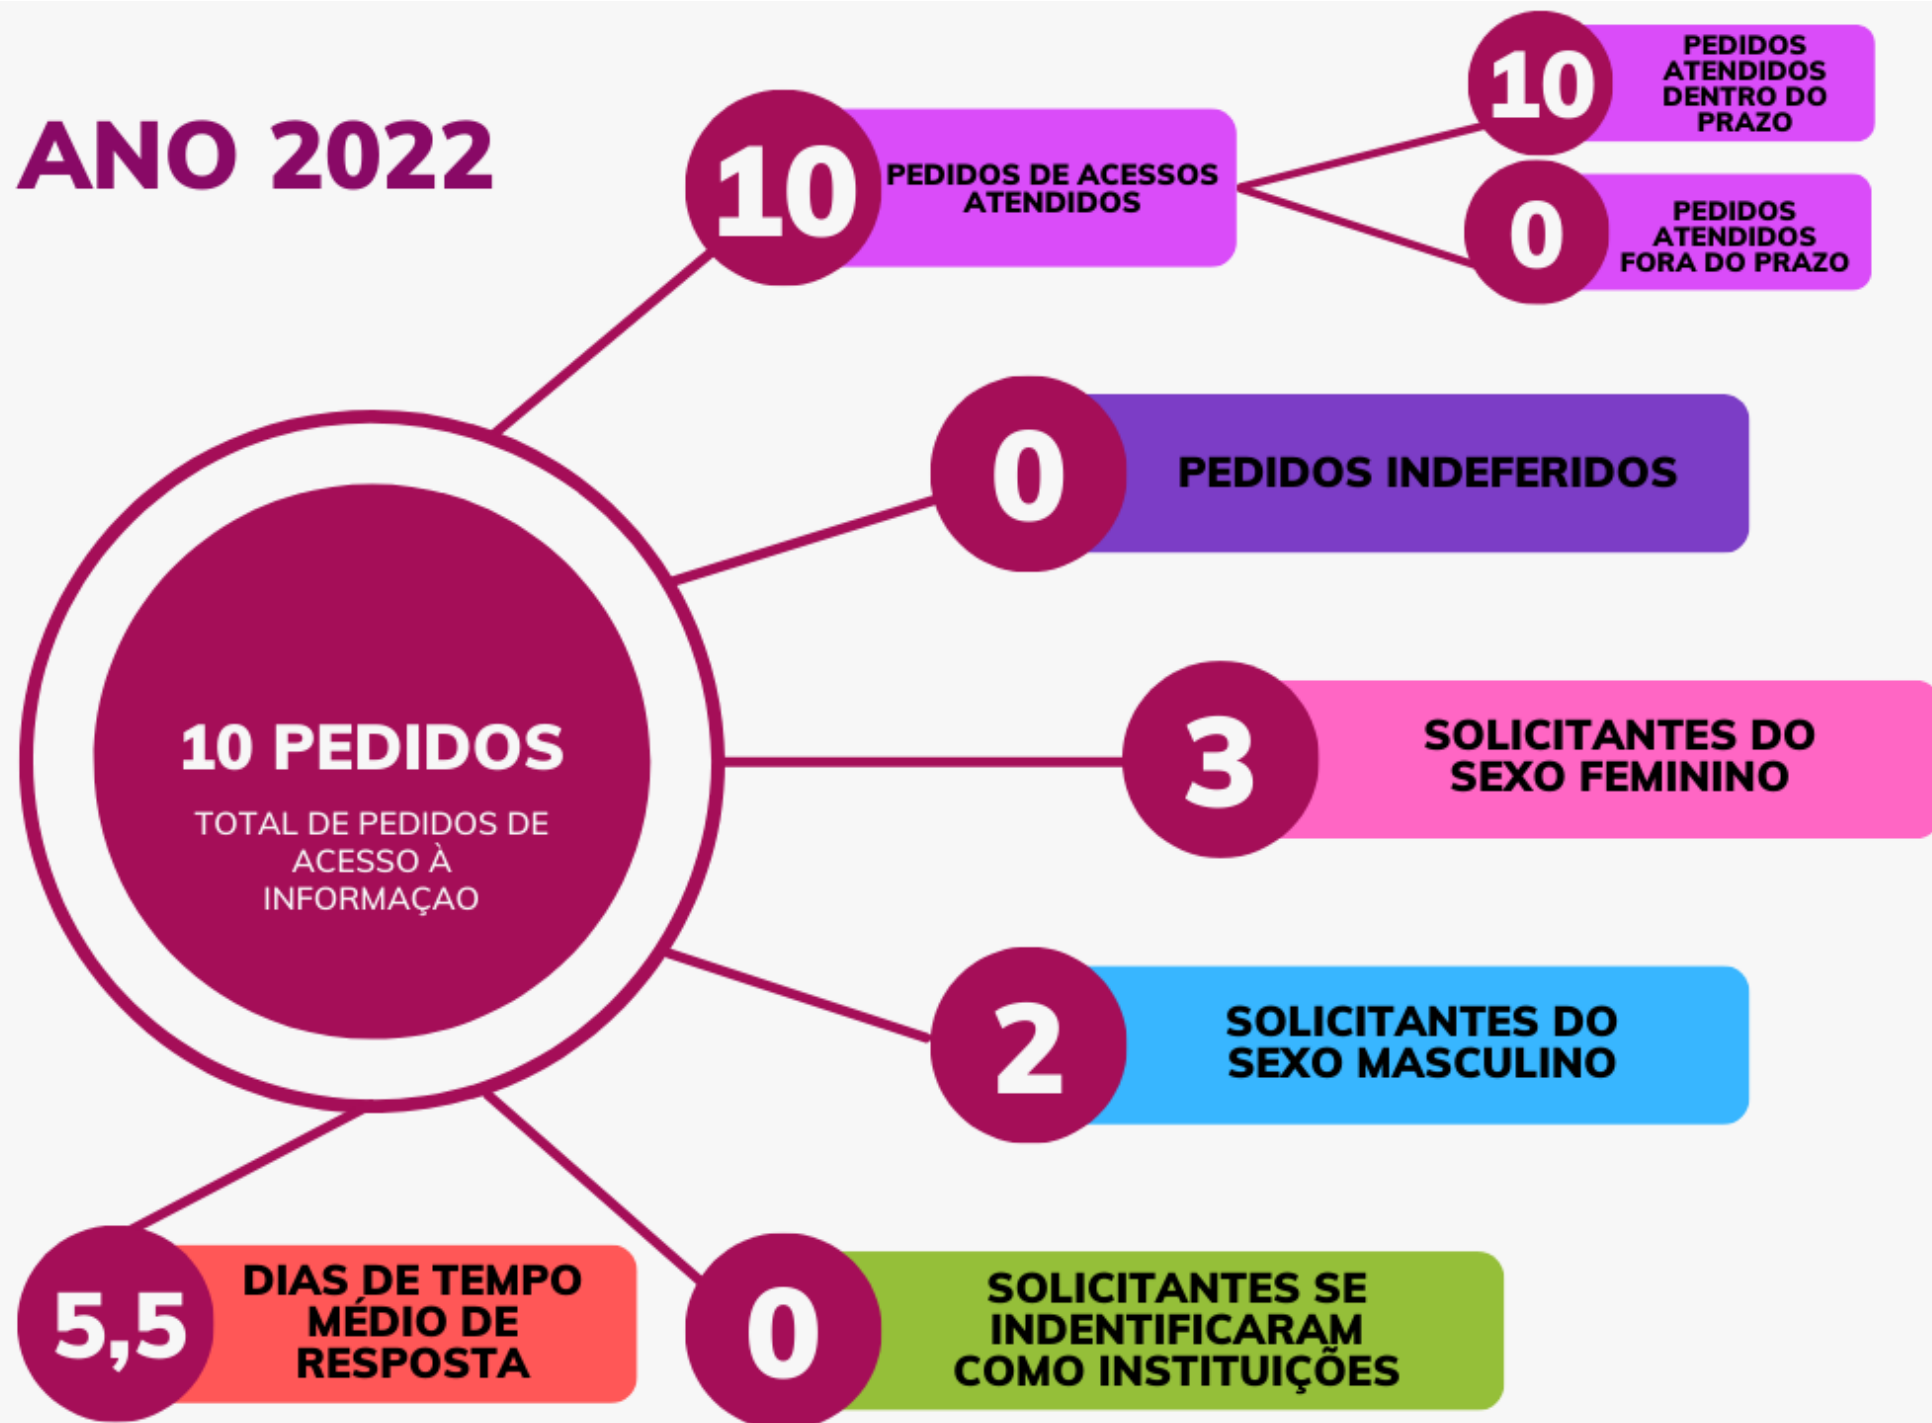 ANO 2022
10
PEDIDOS DE ACESSOS
ATENDIDOS
10
PEDIDOS
ATENDIDOS
DENTRO DO
PRAZO
0
PEDIDOS
ATENDIDOS
FORA DO PRAZO
0
PEDIDOS INDEFERIDOS
10 PEDIDOS
TOTAL DE PEDIDOS DE
ACESSO À
INFORMAÇAO
3
SOLICITANTES DO
SEXO FEMININO
2
SOLICITANTES DO
SEXO MASCULINO
5,5
DIAS DE TEMPO
MÉDIO DE
RESPOSTA
0
SOLICITANTES SE
INDENTIFICARAM
COMO INSTITUIÇÕES